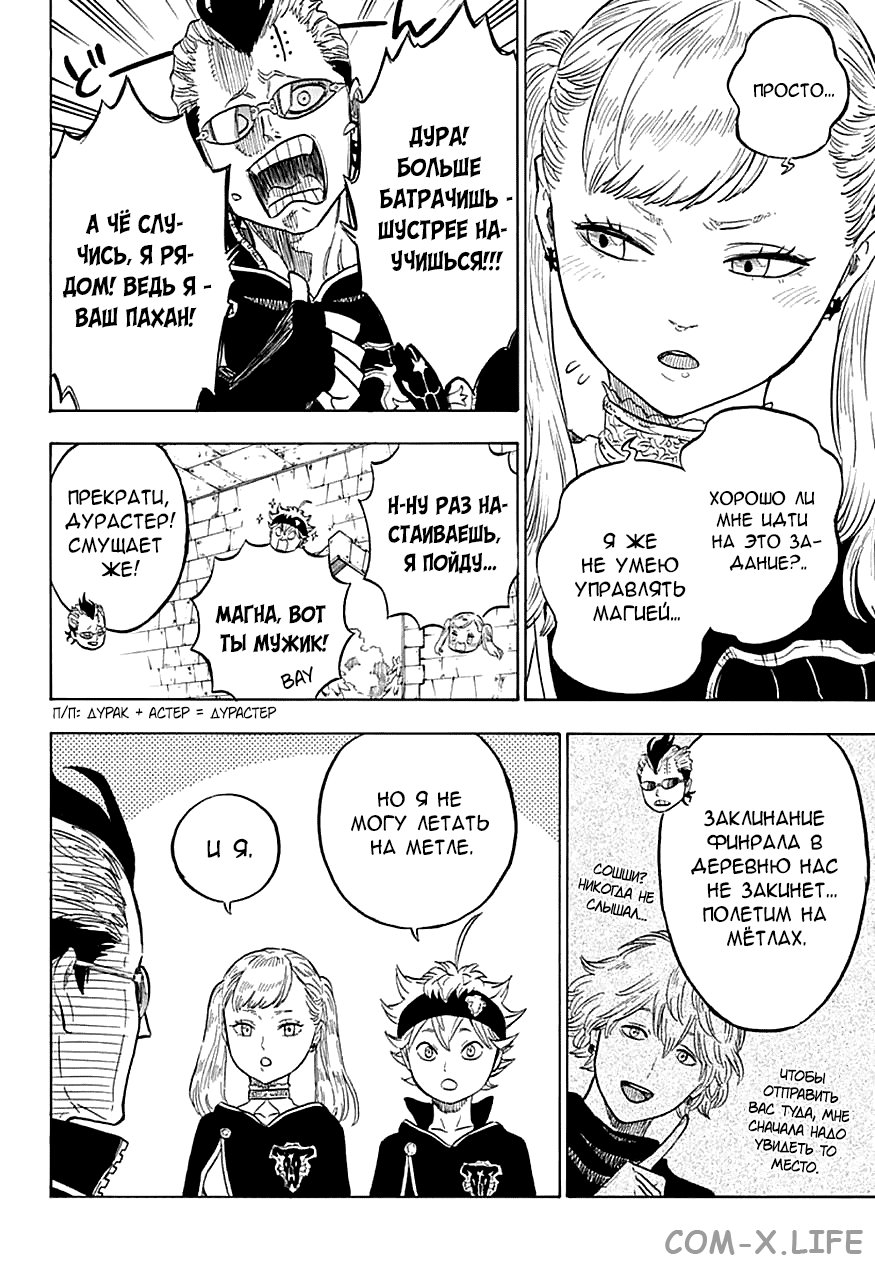 ПРОСТО...
ХОРОШО ЛИ
МНЕ ИДТИ
НА ЭТО ЗА-
ДАНИЕ?..
Я ЖЕ
НЕ УМЕЮ
УПРАВЛЯТЬ
МАГИЕЙ...
ДУРА!
БОЛЬШЕ
БАТРАЧИШЬ -
ШУСТРЕЕ НА-
УЧИШЬСЯ!!!
А ЧЁ СЛУ-
ЧИСЬ, Я РЯ-
ДОМ! ВЕДЬ Я -
ВАШ ПАХАН!
Н-НУ РАЗ НА-
СТАИВАЕШЬ,
Я ПОЙДУ...
МАГНА, ВОТ
ТЫ МУЖИК!
ВАУ
ПРЕКРАТИ,
ДУРАСТЕР!
СМУЩАЕТ
ЖЕ!
П/П: ДУРАК + АСТЕР = ДУРАСТЕР
ЗАКЛИНАНИЕ
ФИНРАЛА В
ДЕРЕВНЮ НАС
НЕ ЗАКИНЕТ...
ПОЛЕТИМ НА
МЁТЛАХ.
СОШШИ?
НИКОГДА НЕ
СЛЫШАЛ...
ЧТОБЫ
ОТПРАВИТЬ
ВАС ТУДА, МНЕ
СНАЧАЛА НАДО
УВИДЕТЬ ТО
МЕСТО.
НО Я НЕ
МОГУ ЛЕТАТЬ
НА МЕТЛЕ.
И Я.
COM-X.LIFE